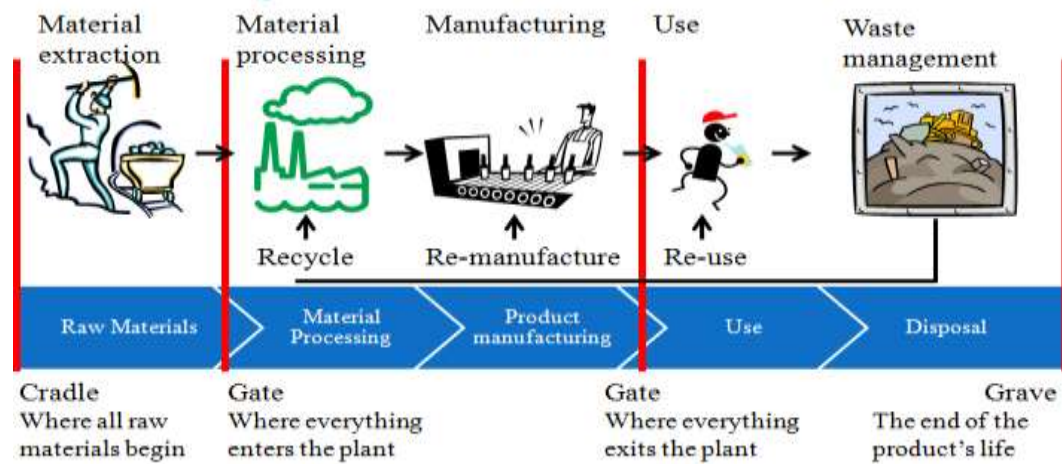 Material
extraction
Material
processing
Manufacturing
Use
Waste
management
Recycle
Re-manufacture
Re-use
Raw Materials
Material
Processing
Product
manufacturing
Use
Disposal
Cradle
Where all raw
materials begin
Gate
Where everything
enters the plant
Gate
Where everything
exits the plant
Grave
The end of the
product's life